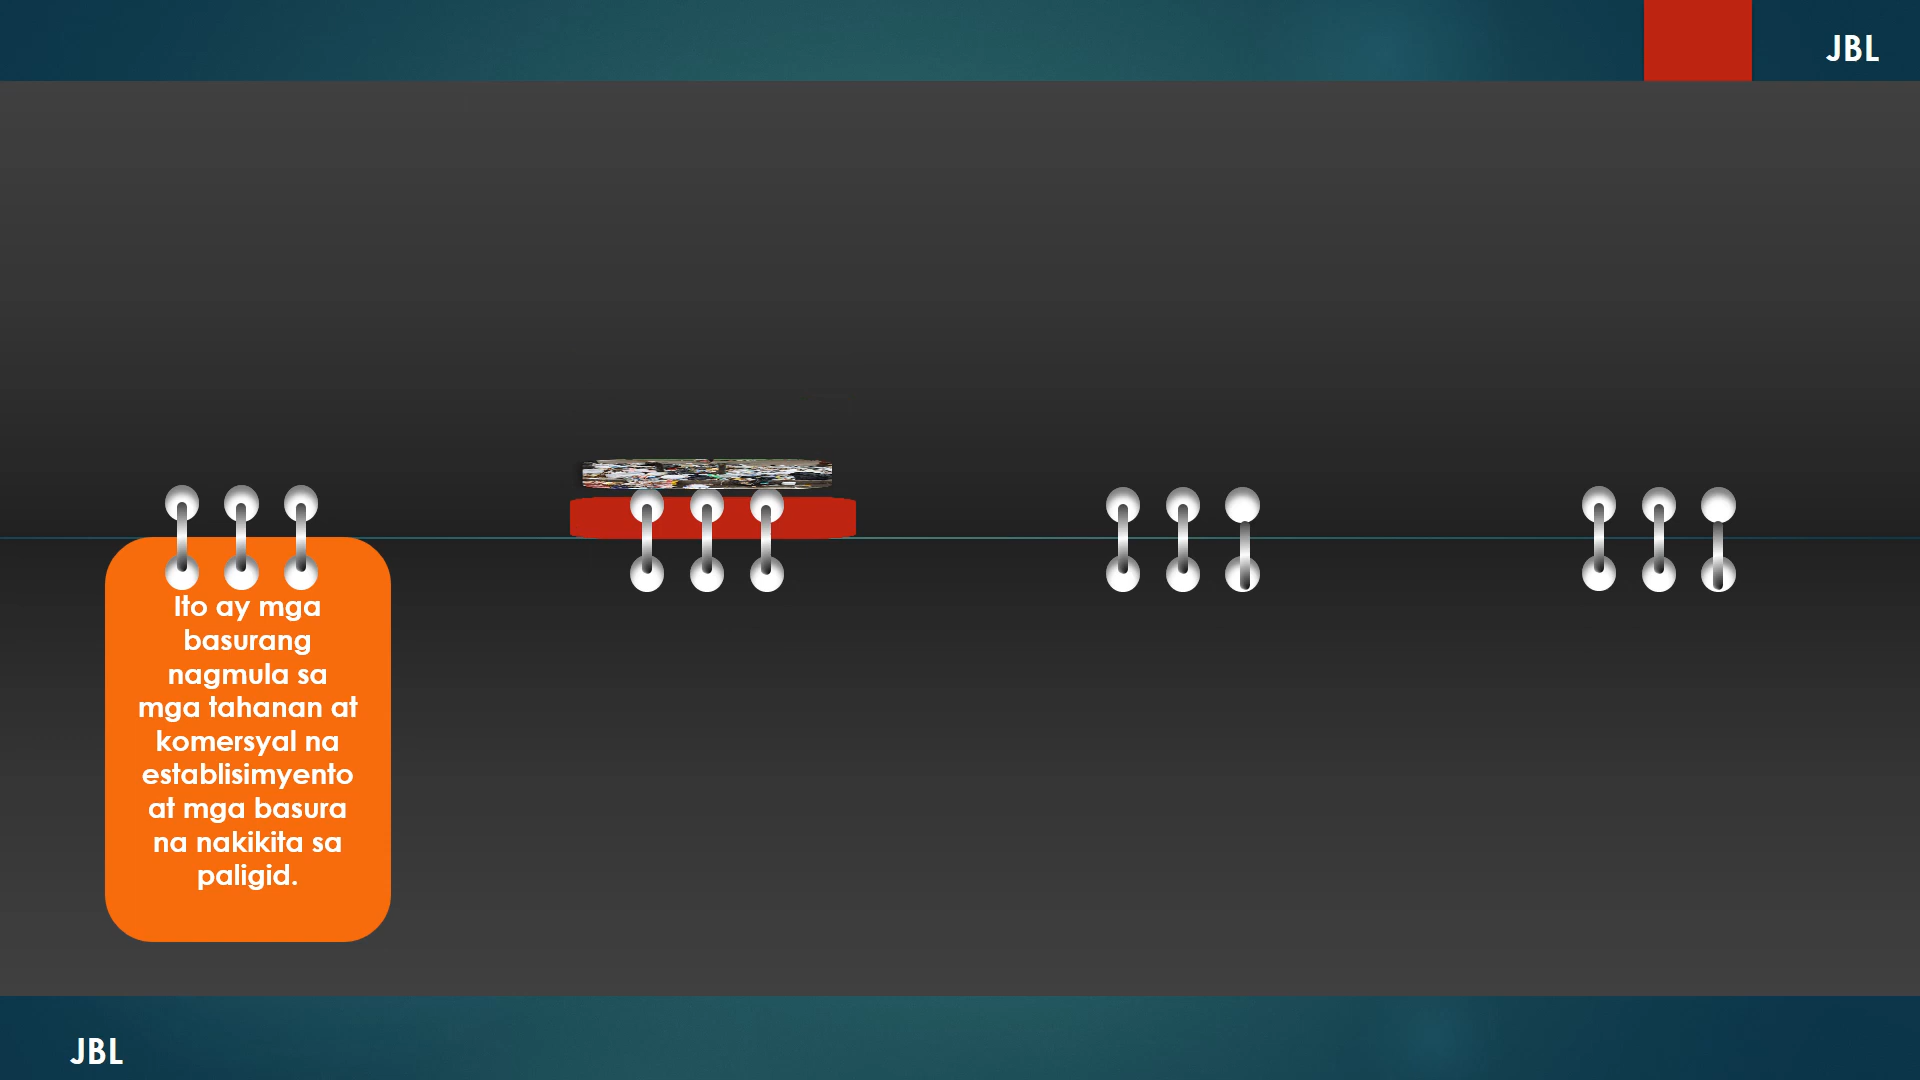 JBL
Ito ay mga
basurang
nagmula sa
mga tahanan at
komersyal na
establisimyento
at mga basura
na nakikita sa
paligid.
JBL